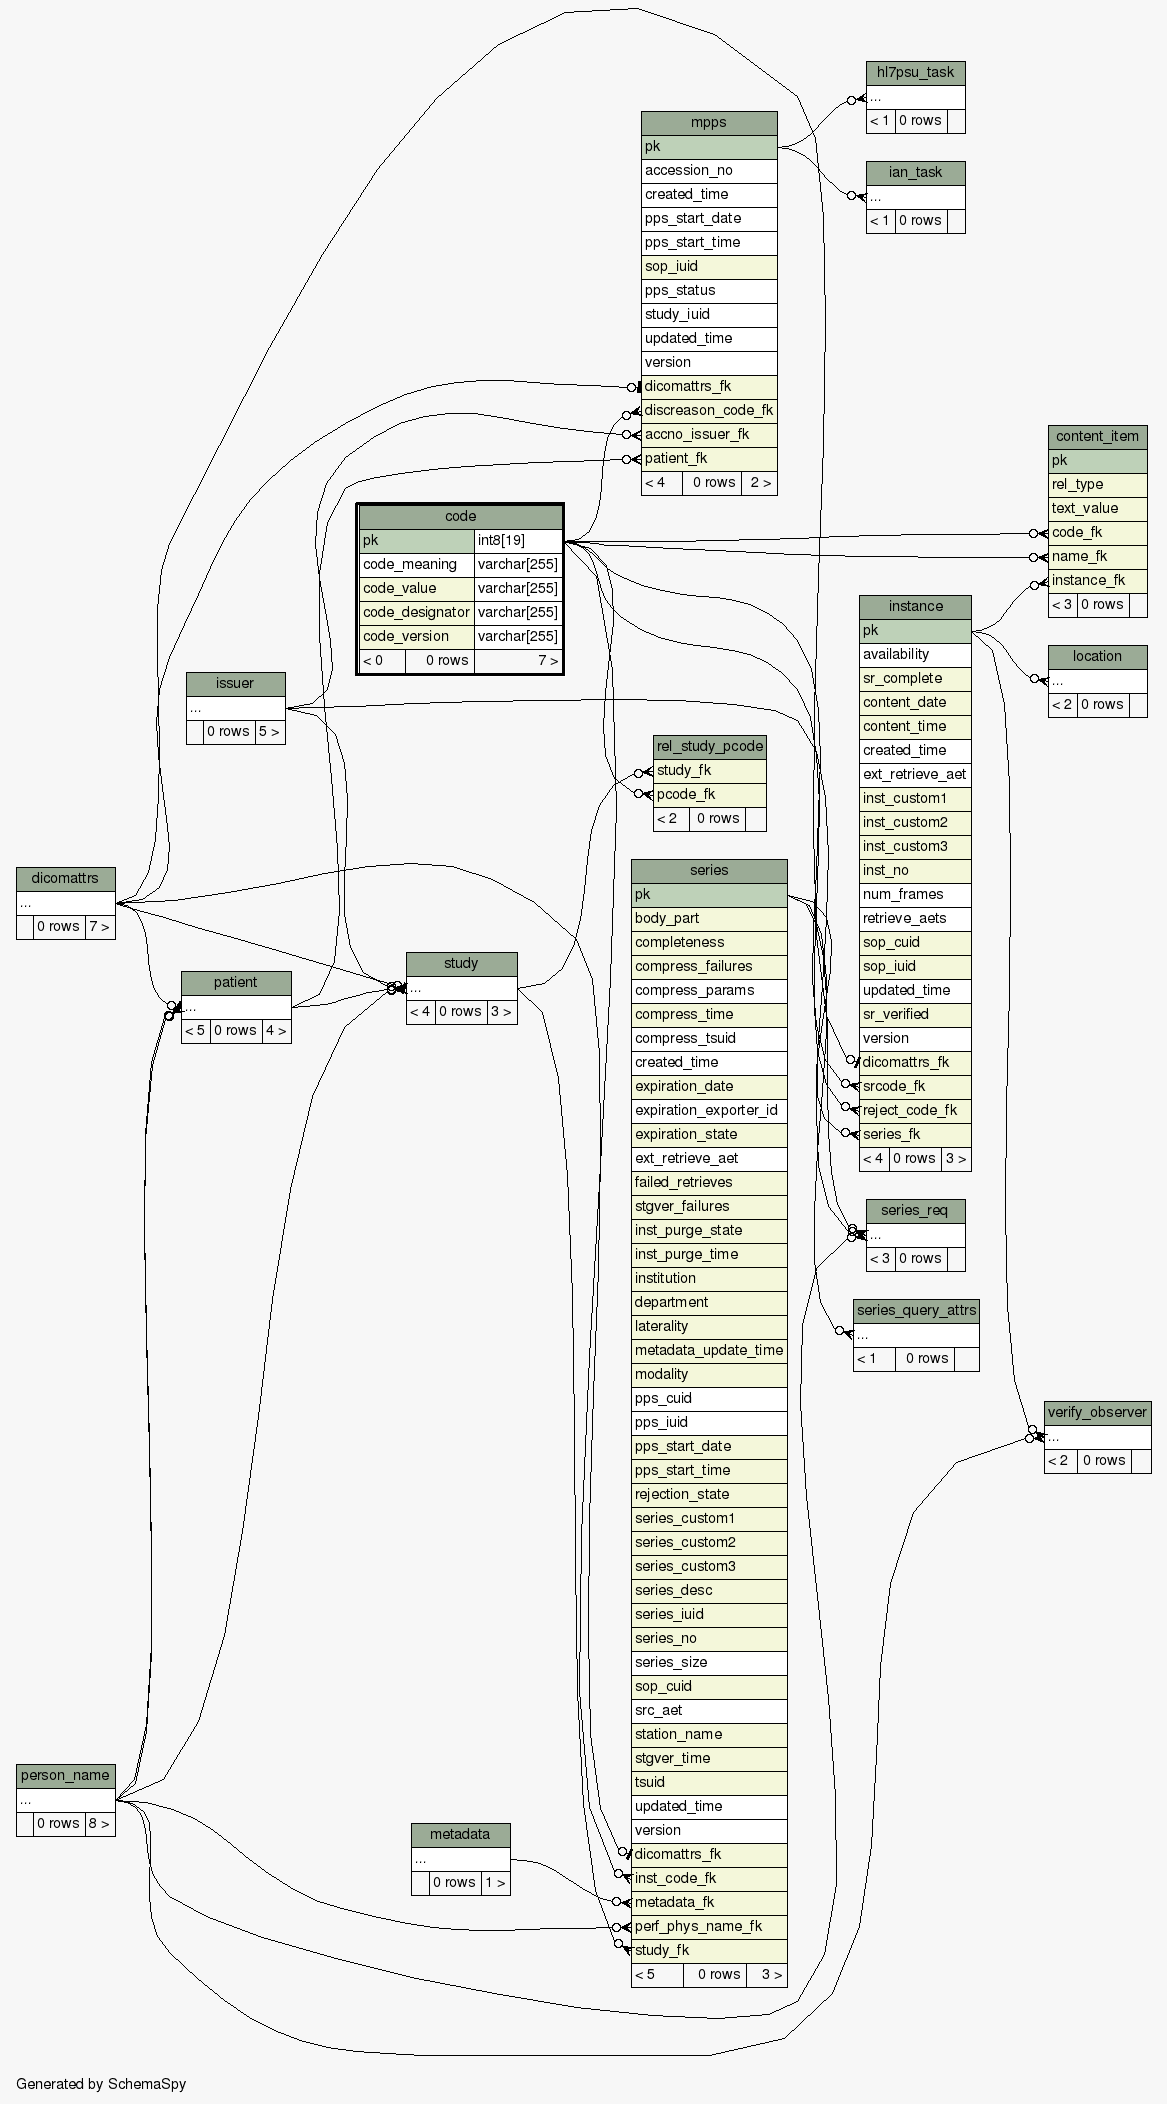 hl7psu_task
...
< 1 0 rows
mpps
pk
accession_no
created_time
pps_start_date
pps_start_time
sop_iuid
pps_status
study_iuid
updated_time
version
dicomattrs_fk
discreason_code_fk
accno_issuer_fk
patient_fk
< 4 0 rows 2 >
ian_task
...
< 1 0 rows
content_item
pk
rel_type
text_value
code_fk
name_fk
instance_fk
< 3 0 rows
code
pk int8[19]
code_meaning varchar[255]
code_value varchar[255]
code_designator varchar[255]
code_version varchar[255]
< 0 0 rows 7 >
instance
pk
availability
sr_complete
content_date
content_time
created_time
ext_retrieve_aet
inst_custom1
inst_custom2
inst_custom3
inst_no
num_frames
retrieve_aets
sop_cuid
sop_iuid
updated_time
sr_verified
version
dicomattrs_fk
srcode_fk
reject_code_fk
series_fk
< 4 0 rows 3 >
location
...
< 2 0 rows
issuer
...
0 rows 5 >
rel_study_pcode
study_fk
pcode_fk
< 2 0 rows
dicomattrs
...
0 rows 7 >
patient
...
< 5 0 rows 4 >
study
...
< 4 0 rows 3 >
series
pk
body_part
completeness
compress_failures
compress_params
compress_time
compress_tsuid
created_time
expiration_date
expiration_exporter_id
expiration_state
ext_retrieve_aet
failed_retrieves
stgver_failures
inst_purge_state
inst_purge_time
institution
department
laterality
metadata_update_time
modality
pps_cuid
pps_iuid
pps_start_date
pps_start_time
rejection_state
series_custom1
series_custom2
series_custom3
series_desc
series_iuid
series_no
series_size
sop_cuid
src_aet
station_name
stgver_time
tsuid
updated_time
version
dicomattrs_fk
inst_code_fk
metadata_fk
perf_phys_name_fk
study_fk
< 5 0 rows 3 >
series_req
...
< 3 0 rows
series_query_attrs
...
< 1 0 rows
verify_observer
...
< 2 0 rows
person_name
...
0 rows 8 >
metadata
...
0 rows 1 >
Generated by SchemaSpy